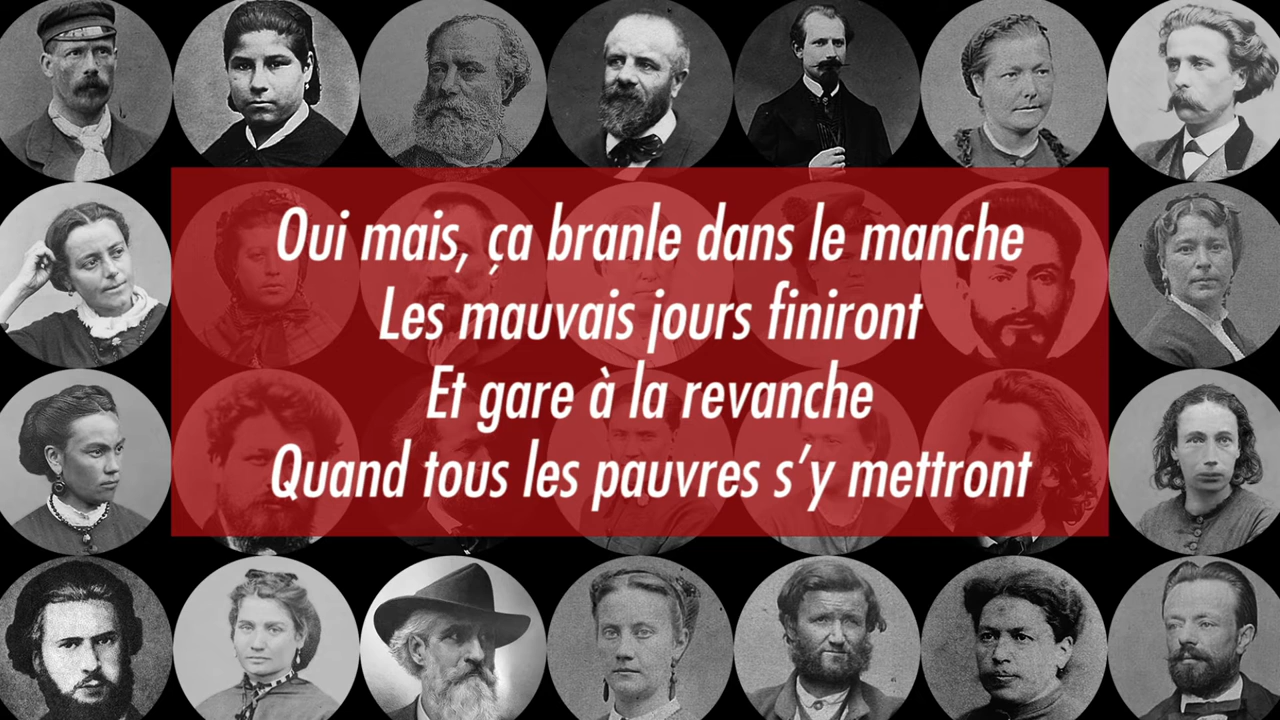 Oui mais, ça branle dans le manche
Les mauvais jours finiront
Et gare à la revanche
Quand tous les pauvres s’y mettront